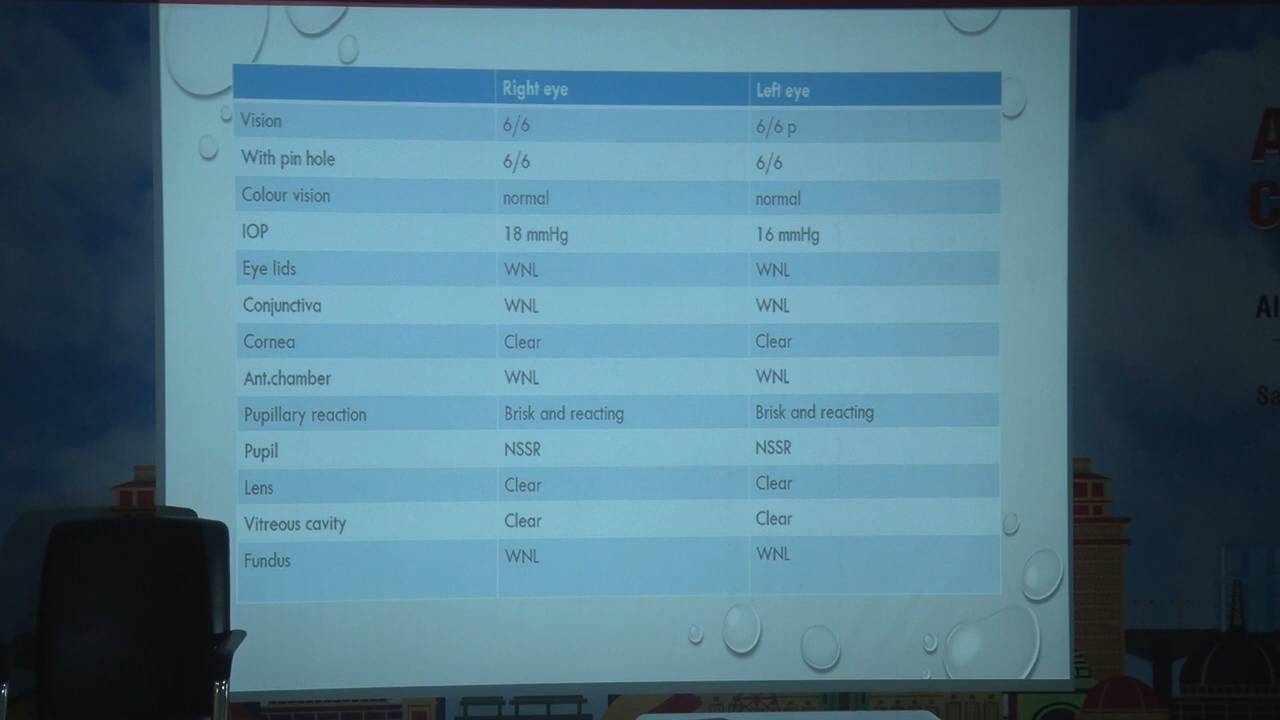 Right eye Left eye
Vision 6/6 6/6 p
With pin hole 6/6 6/6
Colour vision normal normal
IOP 18 mmHg 16 mmHg
Eye lids WNL WNL
Conjunctiva WNL WNL
Cornea Clear Clear
Ant.chamber WNL WNL
Pupillary reaction Brisk and reacting Brisk and reacting
Pupil NSSR NSSR
Lens Clear Clear
Vitreous cavity Clear Clear
Fundus WNL WNL